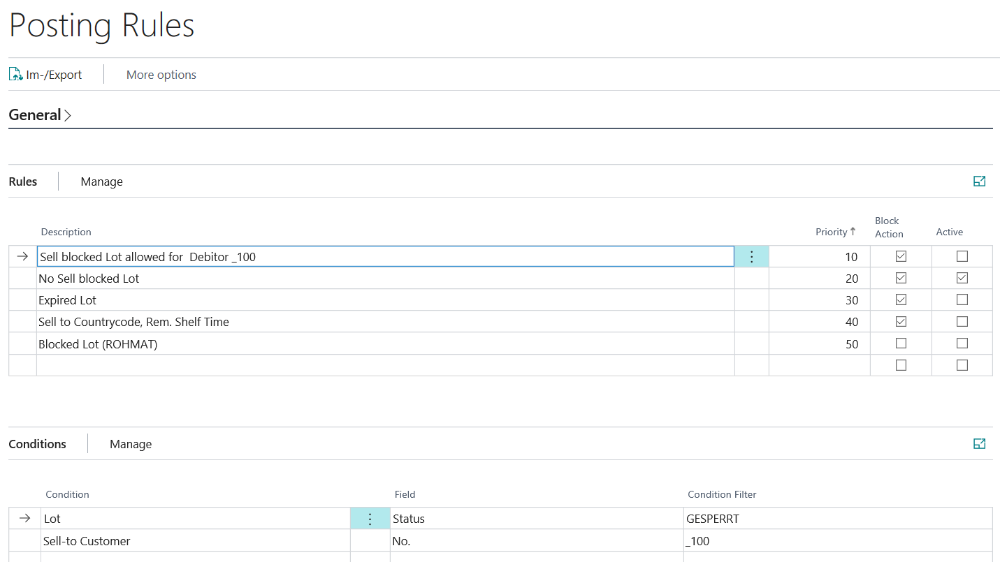 Posting Rules
Im-/Export More options
General
Rules Manage
Description Priority Block Action Active
Sell blocked Lot allowed for  Debitor _100 10
No Sell blocked Lot 20
Expired Lot 30
Sell to Countrycode, Rem. Shelf Time 40
Blocked Lot (ROHMAT) 50
Conditions Manage
Condition Field Condition Filter
Lot Status GESPERRT
Sell-to Customer No. _100